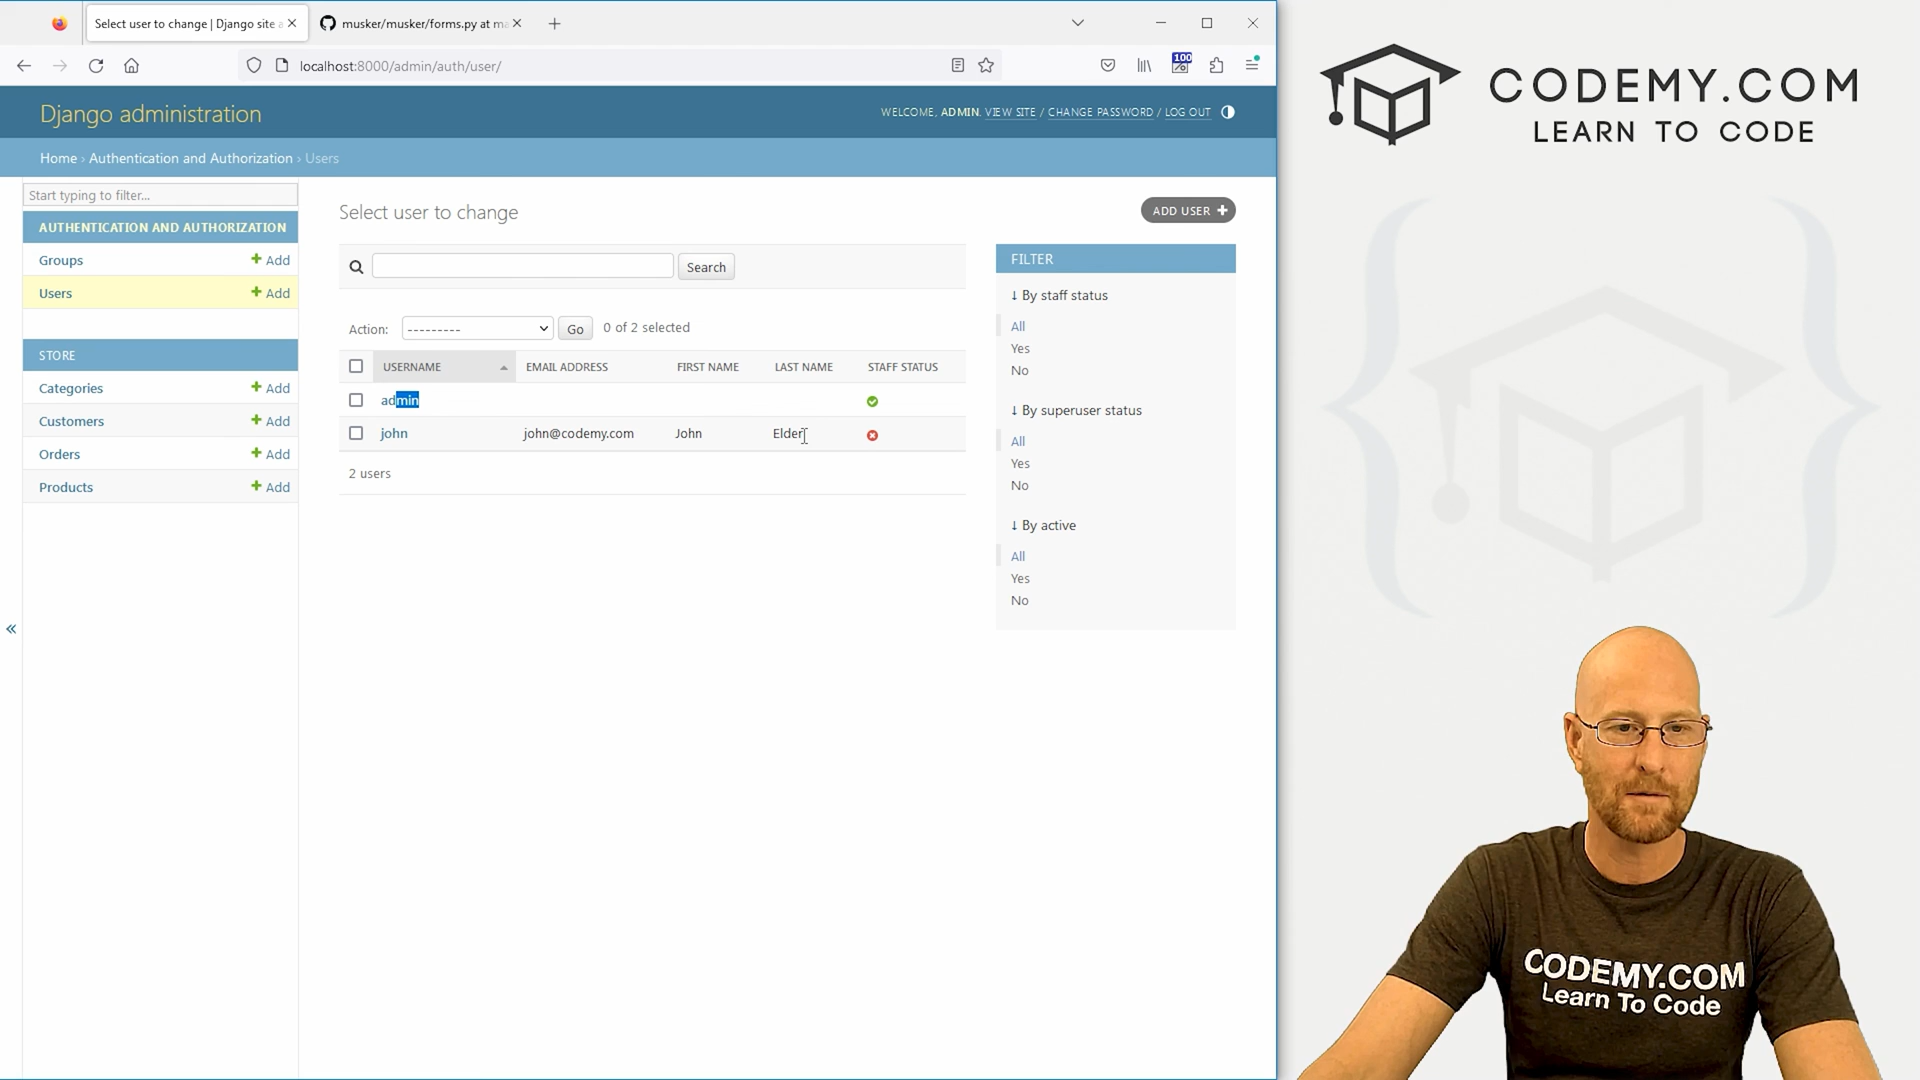 Select user to change | Django site a
musker/musker/forms.py at ma
localhost:8000/admin/auth/user/
100
Django administration
WELCOME, ADMIN. VIEW SITE / CHANGE PASSWORD / LOG OUT
Home › Authentication and Authorization › Users
Start typing to filter...
AUTHENTICATION AND AUTHORIZATION
Groups + Add
Users + Add
STORE
Categories + Add
Customers + Add
Orders + Add
Products + Add
«
Select user to change
ADD USER +
Search
Action: --------- Go 0 of 2 selected
USERNAME EMAIL ADDRESS FIRST NAME LAST NAME STAFF STATUS
admin
john john@codemy.com John Elder
2 users
FILTER
↓ By staff status
All
Yes
No
↓ By superuser status
All
Yes
No
↓ By active
All
Yes
No
CODEMY.COM
LEARN TO CODE
CODEMY.COM
Learn To Code